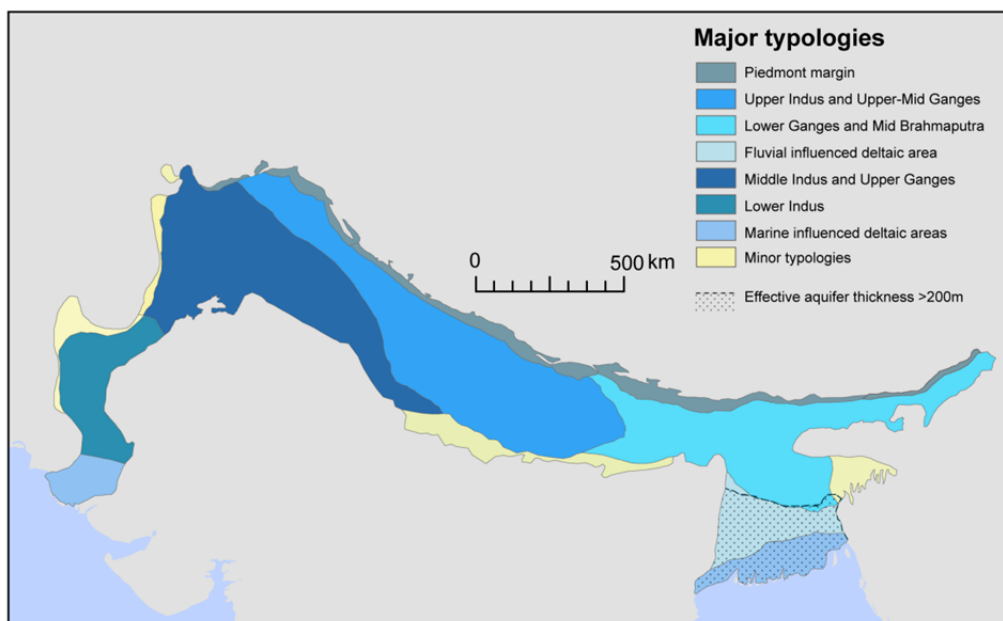 Major typologies
Piedmont margin
Upper Indus and Upper-Mid Ganges
Lower Ganges and Mid Brahmaputra
Fluvial influenced deltaic area
Middle Indus and Upper Ganges
Lower Indus
Marine influenced deltaic areas
Minor typologies
Effective aquifer thickness >200m
0 500 km